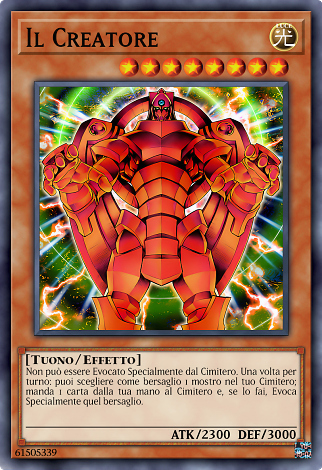 Il Creatore
光
[Tuono/Effetto]
Non può essere Evocato Specialmente dal Cimitero. Una volta per
turno: puoi scegliere come bersaglio 1 mostro nel tuo Cimitero;
manda 1 carta dalla tua mano al Cimitero e, se lo fai, Evoca
Specialmente quel bersaglio.
ATK/2300 DEF/3000
61505339